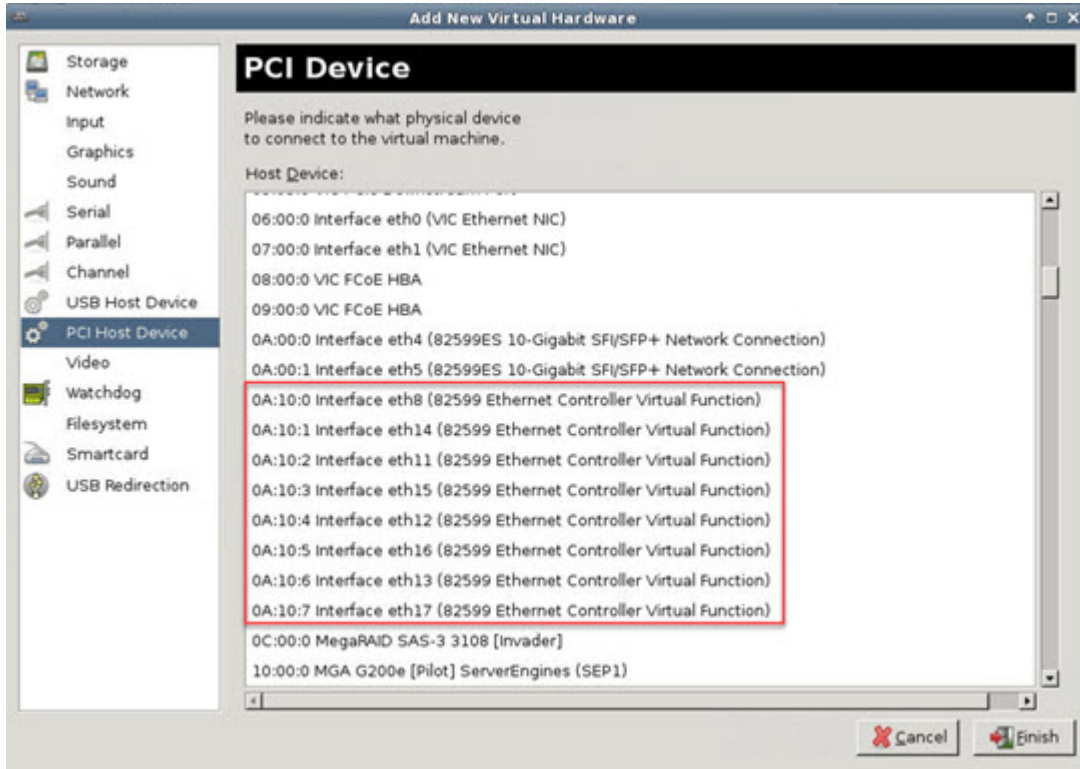 Add New Virtual Hardware
Storage
Network
Input
Graphics
Sound
Serial
Parallel
Channel
USB Host Device
PCI Host Device
Video
Watchdog
Filesystem
Smartcard
USB Redirection
PCI Device
Please indicate what physical device
to connect to the virtual machine.
Host Device:
06:00:0 Interface eth0 (VIC Ethernet NIC)
07:00:0 Interface eth1 (VIC Ethernet NIC)
08:00:0 VIC FCoE HBA
09:00:0 VIC FCoE HBA
0A:00:0 Interface eth4 (82599ES 10-Gigabit SFI/SFP+ Network Connection)
0A:00:1 Interface eth5 (82599ES 10-Gigabit SFI/SFP+ Network Connection)
0A:10:0 Interface eth8 (82599 Ethernet Controller Virtual Function)
0A:10:1 Interface eth14 (82599 Ethernet Controller Virtual Function)
0A:10:2 Interface eth11 (82599 Ethernet Controller Virtual Function)
0A:10:3 Interface eth15 (82599 Ethernet Controller Virtual Function)
0A:10:4 Interface eth12 (82599 Ethernet Controller Virtual Function)
0A:10:5 Interface eth16 (82599 Ethernet Controller Virtual Function)
0A:10:6 Interface eth13 (82599 Ethernet Controller Virtual Function)
0A:10:7 Interface eth17 (82599 Ethernet Controller Virtual Function)
0C:00:0 MegaRAID SAS-3 3108 [Invader]
10:00:0 MGA G200e [Pilot] ServerEngines (SEP1)
Cancel
Finish